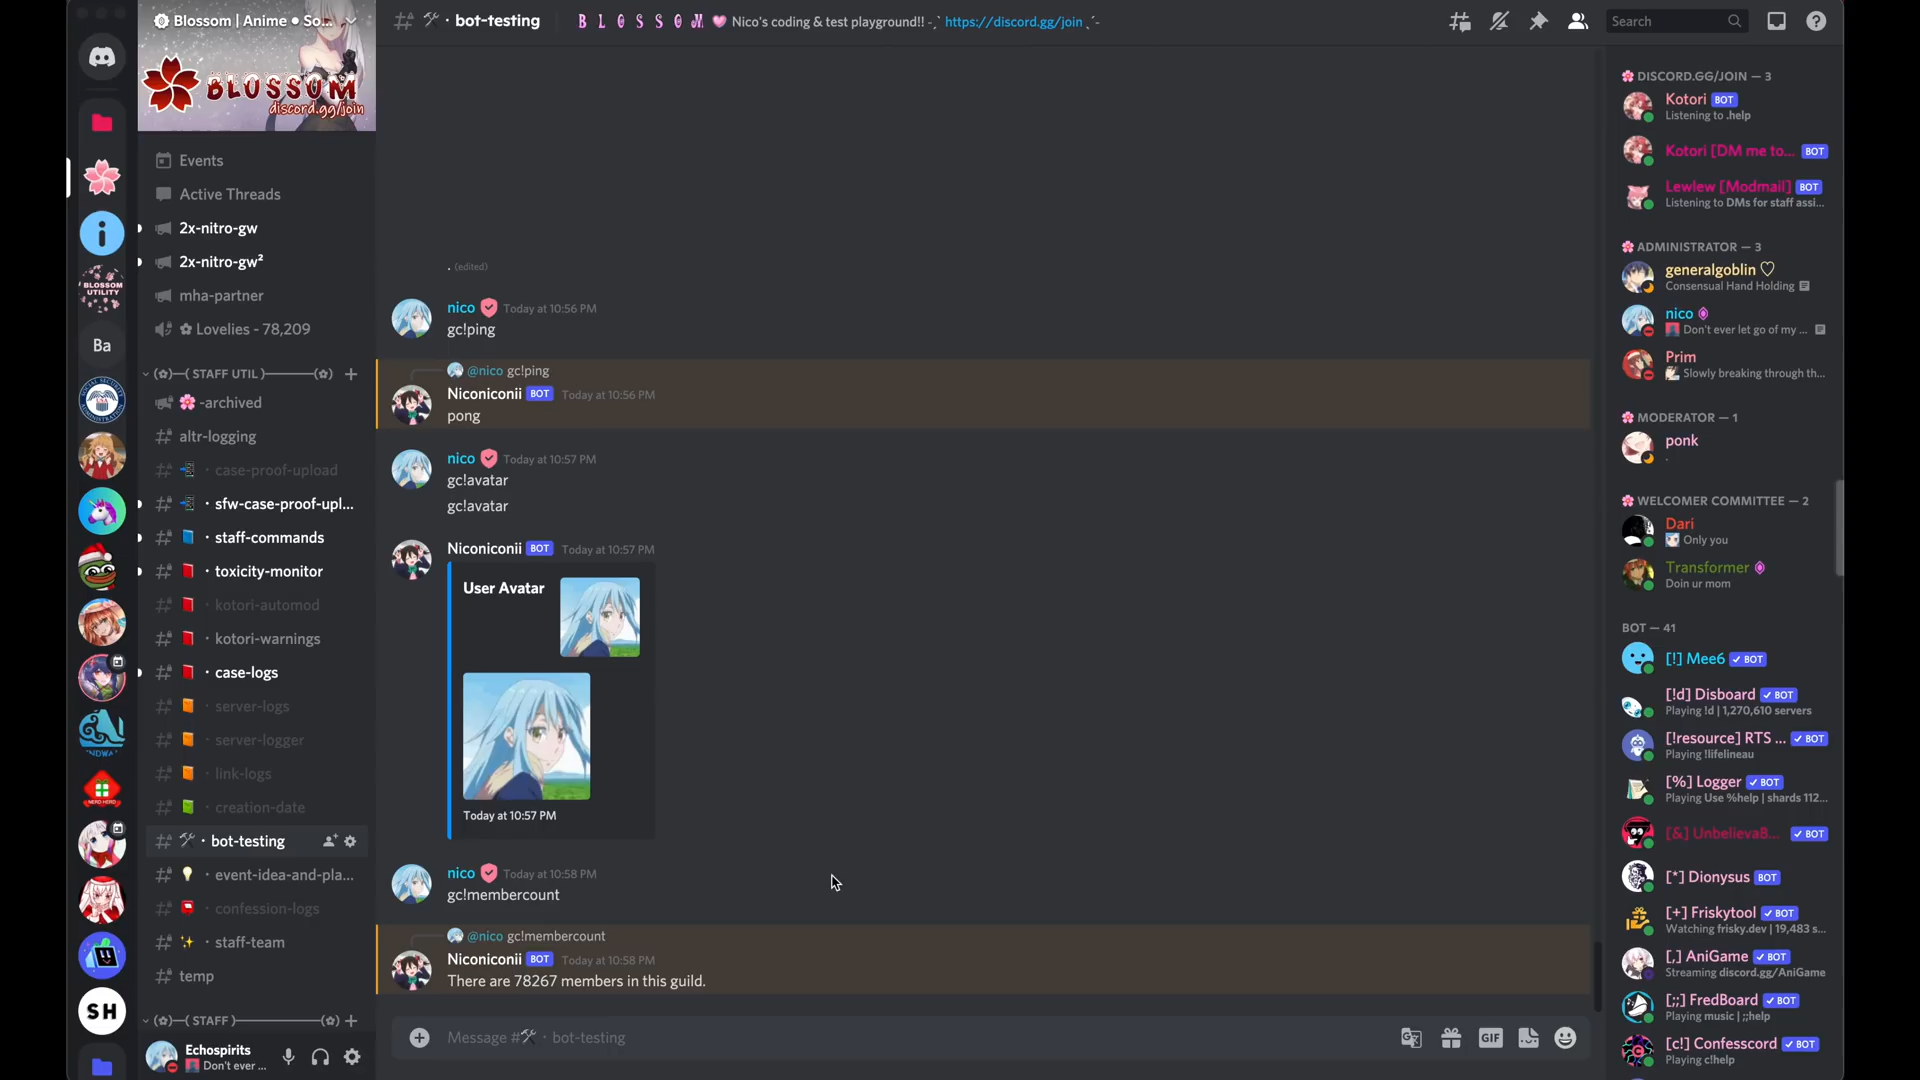 Blossom | Anime • So...
BLOSSOM
discord.gg/join
Events
Active Threads
2x-nitro-gw
2x-nitro-gw²
mha-partner
✿ Lovelies - 78,209
(✿)—( STAFF UTIL )———(✿)
🌸 -archived
altr-logging
· case-proof-upload
· sfw-case-proof-upl...
📘 · staff-commands
📕 · toxicity-monitor
📕 · kotori-automod
📕 · kotori-warnings
📕 · case-logs
📙 · server-logs
📙 · server-logger
📙 · link-logs
📗 · creation-date
🛠 · bot-testing
💡 · event-idea-and-pla...
· confession-logs
✨ · staff-team
temp
(✿)—( STAFF )————(✿)
Echospirits
Don't ever ...
BLOSSOM UTILITY
Ba
NERD HERD
SH
🛠 · bot-testing
B L O S S O M 💗 Nico's coding & test playground!! -ˏˋ https://discord.gg/join ˎˊ-
Search
. (edited)
nico Today at 10:56 PM
gc!ping
@nico gc!ping
Niconiconii BOT Today at 10:56 PM
pong
nico Today at 10:57 PM
gc!avatar
gc!avatar
Niconiconii BOT Today at 10:57 PM
User Avatar
Today at 10:57 PM
nico Today at 10:58 PM
gc!membercount
@nico gc!membercount
Niconiconii BOT Today at 10:58 PM
There are 78267 members in this guild.
Message #🛠 · bot-testing
GIF
🌸 DISCORD.GG/JOIN — 3
Kotori BOT
Listening to .help
Kotori [DM me to... BOT
Lewlew [Modmail] BOT
Listening to DMs for staff assi...
🌸 ADMINISTRATOR — 3
generalgoblin ♡
Consensual Hand Holding
nico
Don't ever let go of my ...
Prim
Slowly breaking through th...
🌸 MODERATOR — 1
ponk
.
🌸 WELCOMER COMMITTEE — 2
Dari
Only you
Transformer
Doin ur mom
BOT — 41
[!] Mee6 ✓ BOT
[!d] Disboard ✓ BOT
Playing !d | 1,270,610 servers
[!resource] RTS ... ✓ BOT
Playing !lifelineau
[%] Logger ✓ BOT
Playing Use %help | shards 112...
[&] UnbelievaB... ✓ BOT
[*] Dionysus BOT
[+] Friskytool ✓ BOT
Watching frisky.dev | 19,483 s...
[,] AniGame ✓ BOT
Streaming discord.gg/AniGame
[;;] FredBoard ✓ BOT
Playing music | ;;help
[c!] Confesscord ✓ BOT
Playing c!help